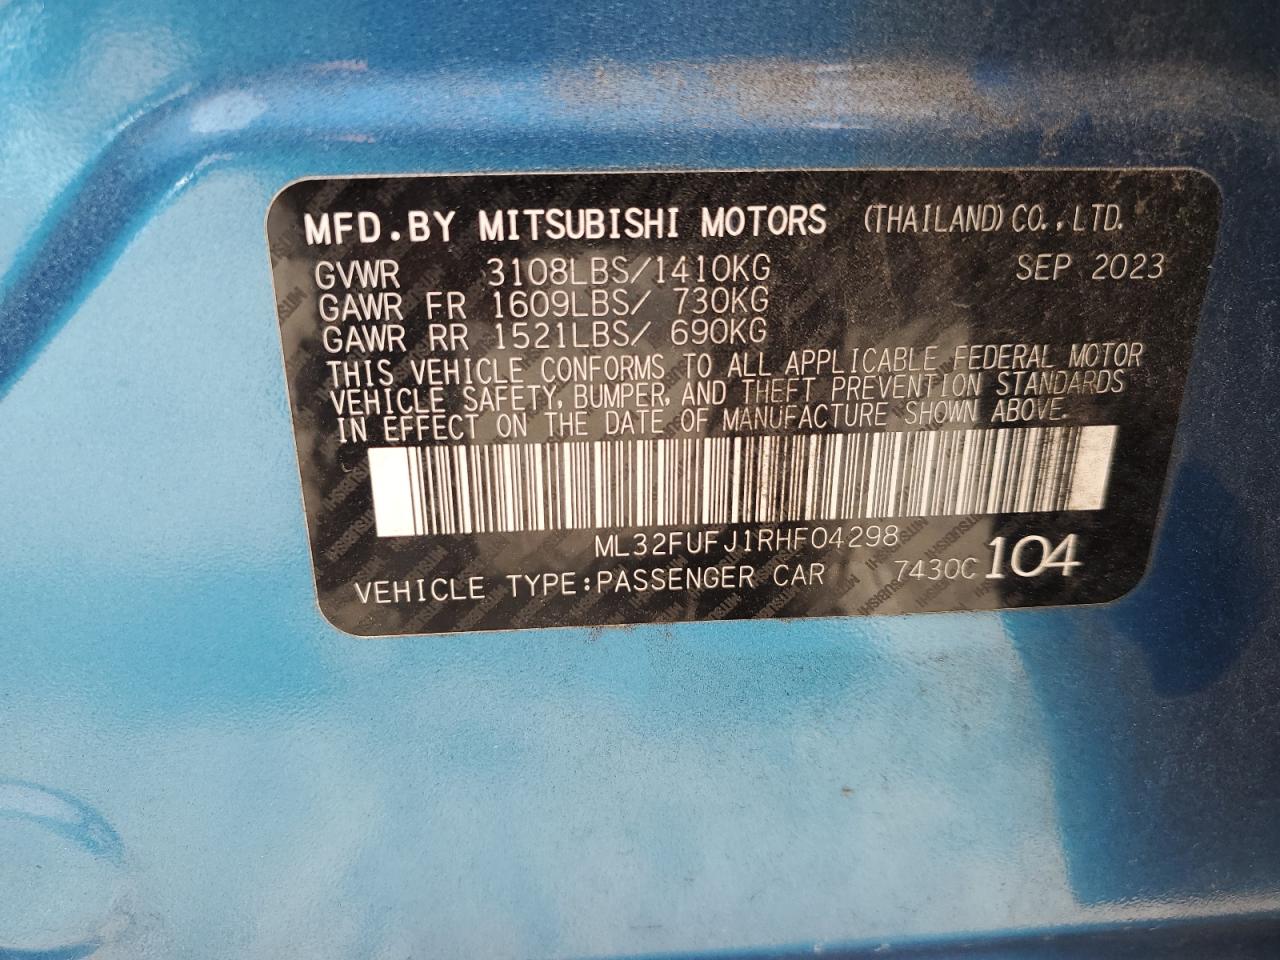 MFD.BY MITSUBISHI MOTORS (THAILAND) CO.,LTD.
GVWR 3108LBS/1410KG SEP 2023
GAWR FR 1609LBS/ 730KG
GAWR RR 1521LBS/ 690KG
THIS VEHICLE CONFORMS TO ALL APPLICABLE FEDERAL MOTOR
VEHICLE SAFETY, BUMPER, AND THEFT PREVENTION STANDARDS
IN EFFECT ON THE DATE OF MANUFACTURE SHOWN ABOVE.
ML32FUFJ1RHF04298
VEHICLE TYPE:PASSENGER CAR 7430C 104